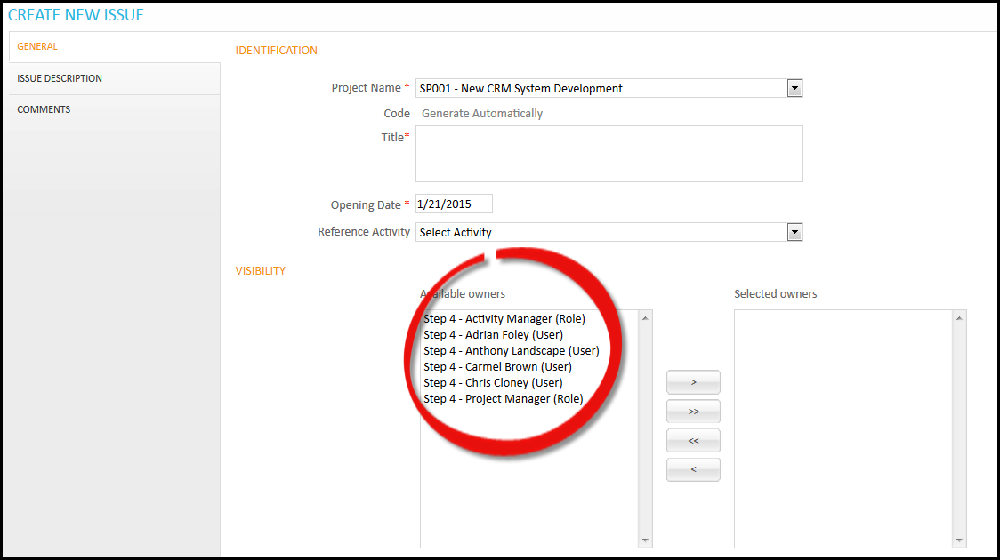 CREATE NEW ISSUE
GENERAL
ISSUE DESCRIPTION
COMMENTS
IDENTIFICATION
Project Name * SP001 - New CRM System Development
Code Generate Automatically
Title*
Opening Date * 1/21/2015
Reference Activity Select Activity
VISIBILITY
Available owners
Step 4 - Activity Manager (Role)
Step 4 - Adrian Foley (User)
Step 4 - Anthony Landscape (User)
Step 4 - Carmel Brown (User)
Step 4 - Chris Cloney (User)
Step 4 - Project Manager (Role)
>
>>
<<
<
Selected owners